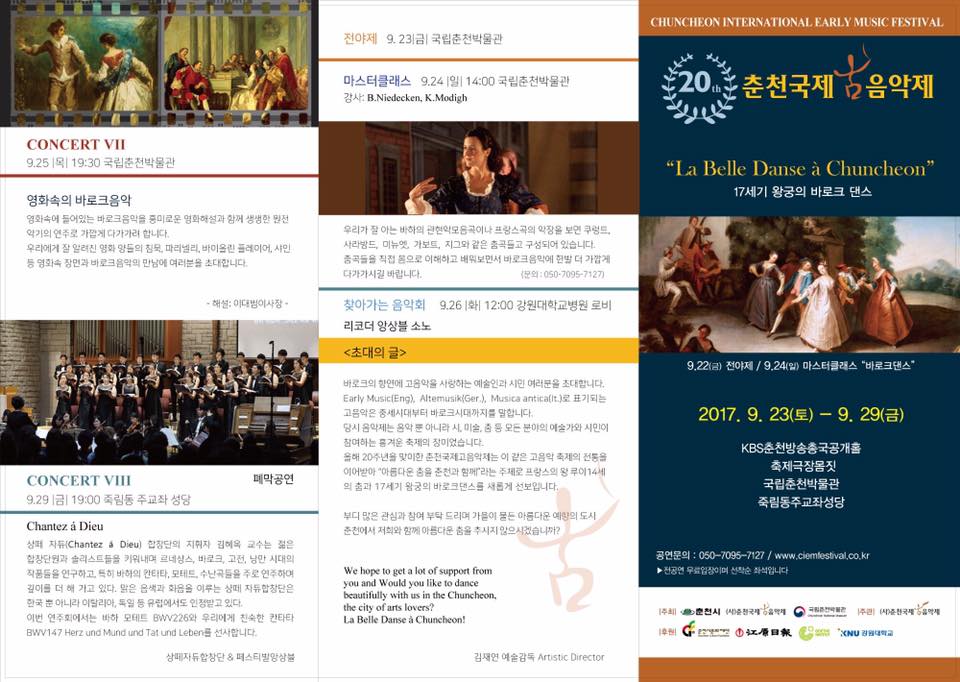 CONCERT VII
9.25 |목| 19:30 국립춘천박물관
영화속의 바로크음악
영화속에 들어있는 바로크음악을 흥미로운 영화해설과 함께 생생한 원전
악기의 연주로 가깝게 다가가려 합니다.
우리에게 잘 알려진 영화 양들의 침묵, 파리넬리, 바이올린 플레이어, 샤인
등 영화속 장면과 바로크음악의 만남에 여러분을 초대합니다.
- 해설: 이대범이사장 -
CONCERT VIII 폐막공연
9.29 |금| 19:00 죽림동 주교좌 성당
Chantez á Dieu
상떼 자듀(Chantez á Dieu) 합창단의 지휘자 김혜옥 교수는 젊은
합창단원과 솔리스트들을 키워내며 르네상스, 바로크, 고전, 낭만 시대의
작품들을 연구하고, 특히 바하의 칸타타, 모테트, 수난곡들을 주로 연주하며
깊이를 더 해 가고 있다. 맑은 음색과 화음을 이루는 상떼 자듀합창단은
한국 뿐 아니라 이탈리아, 독일 등 유럽에서도 인정받고 있다.
이번 연주회에서는 바하 모테트 BWV226와 우리에게 친숙한 칸타타
BWV147 Herz und Mund und Tat und Leben를 선사합니다.
상떼자듀합창단 & 페스티발앙상블
전야제 9. 23|금| 국립춘천박물관
마스터클래스 9.24 |일| 14:00 국립춘천박물관
강사: B.Niedecken, K.Modigh
우리가 잘 아는 바하의 관현악모음곡이나 프랑스곡의 악장을 보면 쿠랑트,
사라방드, 미뉴엣, 가보트, 지그와 같은 춤곡들고 구성되어 있습니다.
춤곡들을 직접 몸으로 이해하고 배워보면서 바로크음악에 한발 더 가깝게
다가가시길 바랍니다. (문의 : 050-7095-7127)
찾아가는 음악회 9.26 |화| 12:00 강원대학교병원 로비
리코더 앙상블 소노
<초대의 글>
바로크의 향연에 고음악을 사랑하는 예술인과 시민 여러분을 초대합니다.
Early Music(Eng), Altemusik(Ger.), Musica antica(It.)로 표기되는
고음악은 중세시대부터 바로크시대까지를 말합니다.
당시 음악제는 음악 뿐 아니라 시, 미술, 춤 등 모든 분야의 예술가와 시민이
참여하는 흥겨운 축제의 장이었습니다.
올해 20주년을 맞이한 춘천국제고음악제는 이 같은 고음악 축제의 전통을
이어받아 "아름다운 춤을 춘천과 함께"라는 주제로 프랑스의 왕 루이14세
의 춤과 17세기 왕궁의 바로크댄스를 새롭게 선보입니다.
부디 많은 관심과 참여 부탁 드리며 가을이 물든 아름다운 예향의 도시
춘천에서 저희와 함께 아름다운 춤을 추시지 않으시겠습니까?
We hope to get a lot of support from
you and Would you like to dance
beautifully with us in the Chuncheon,
the city of arts lovers?
La Belle Danse à Chuncheon!
김재연 예술감독 Artistic Director
CHUNCHEON INTERNATIONAL EARLY MUSIC FESTIVAL
20th 춘천국제고음악제
"La Belle Danse à Chuncheon"
17세기 왕궁의 바로크 댄스
9.22(금) 전야제 / 9.24(일) 마스터클래스 "바로크댄스"
2017. 9. 23(토) – 9. 29(금)
KBS춘천방송총국공개홀
축제극장몸짓
국립춘천박물관
죽림동주교좌성당
공연문의 : 050-7095-7127 / www.ciemfestival.co.kr
▶전공연 무료입장이며 선착순 좌석입니다
|주최| 춘천시 (사)춘천국제고음악제 국립춘천박물관 |주관| (사)춘천국제고음악제
|후원| 춘천시문화재단 江原日報 KNU 강원대학교